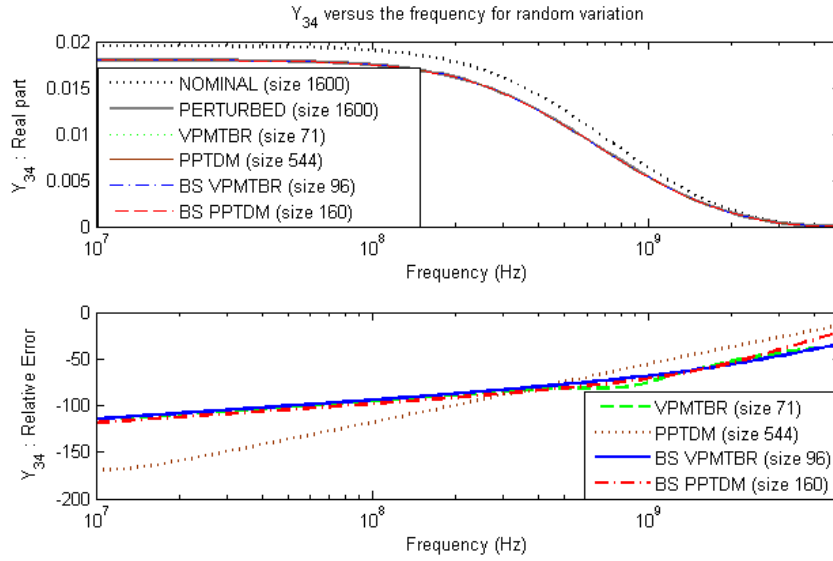 Y34 versus the frequency for random variation
Y34 : Real part
0.02
0.015
0.01
0.005
0
NOMINAL (size 1600)
PERTURBED (size 1600)
VPMTBR (size 71)
PPTDM (size 544)
BS VPMTBR (size 96)
BS PPTDM (size 160)
10^7
10^8
10^9
Frequency (Hz)
Y34 : Relative Error
0
-50
-100
-150
-200
VPMTBR (size 71)
PPTDM (size 544)
BS VPMTBR (size 96)
BS PPTDM (size 160)
10^7
10^8
10^9
Frequency (Hz)